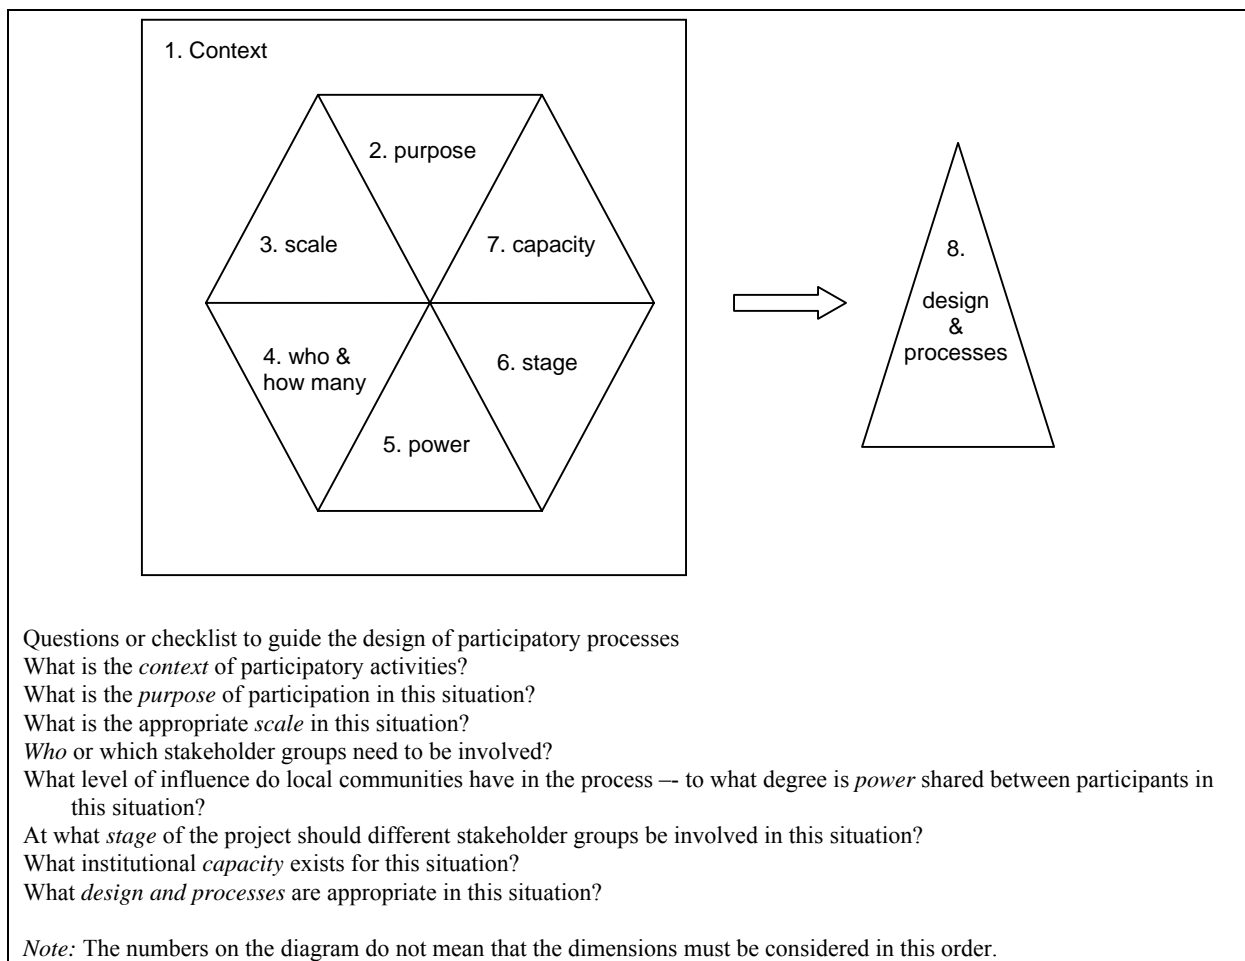 1. Context
2. purpose
3. scale
7. capacity
4. who &
how many
6. stage
5. power
8.
design
&
processes
Questions or checklist to guide the design of participatory processes
What is the context of participatory activities?
What is the purpose of participation in this situation?
What is the appropriate scale in this situation?
Who or which stakeholder groups need to be involved?
What level of influence do local communities have in the process –- to what degree is power shared between participants in
this situation?
At what stage of the project should different stakeholder groups be involved in this situation?
What institutional capacity exists for this situation?
What design and processes are appropriate in this situation?
Note: The numbers on the diagram do not mean that the dimensions must be considered in this order.